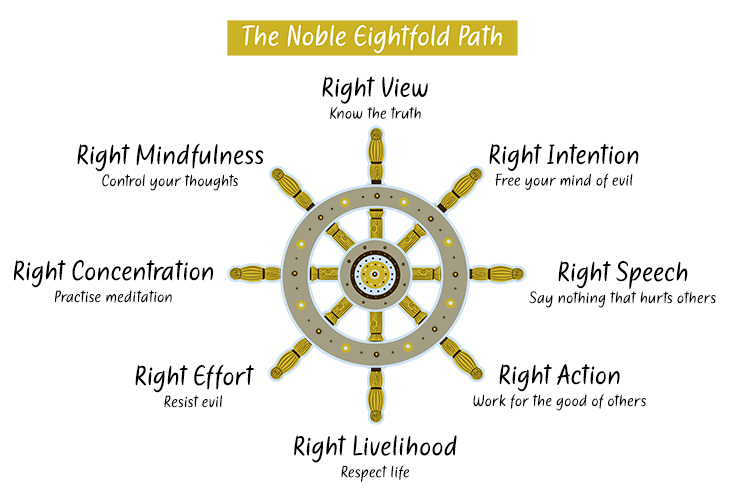 The Noble Eightfold Path
Right View
Know the truth
Right Mindfulness
Control your thoughts
Right Intention
Free your mind of evil
Right Concentration
Practise meditation
Right Speech
Say nothing that hurts others
Right Effort
Resist evil
Right Action
Work for the good of others
Right Livelihood
Respect life